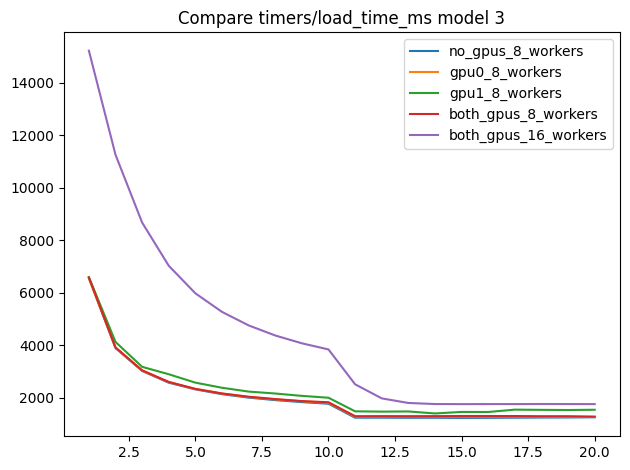 Compare timers/load_time_ms model 3
no_gpus_8_workers
gpu0_8_workers
gpu1_8_workers
both_gpus_8_workers
both_gpus_16_workers
14000
12000
10000
8000
6000
4000
2000
2.5 5.0 7.5 10.0 12.5 15.0 17.5 20.0